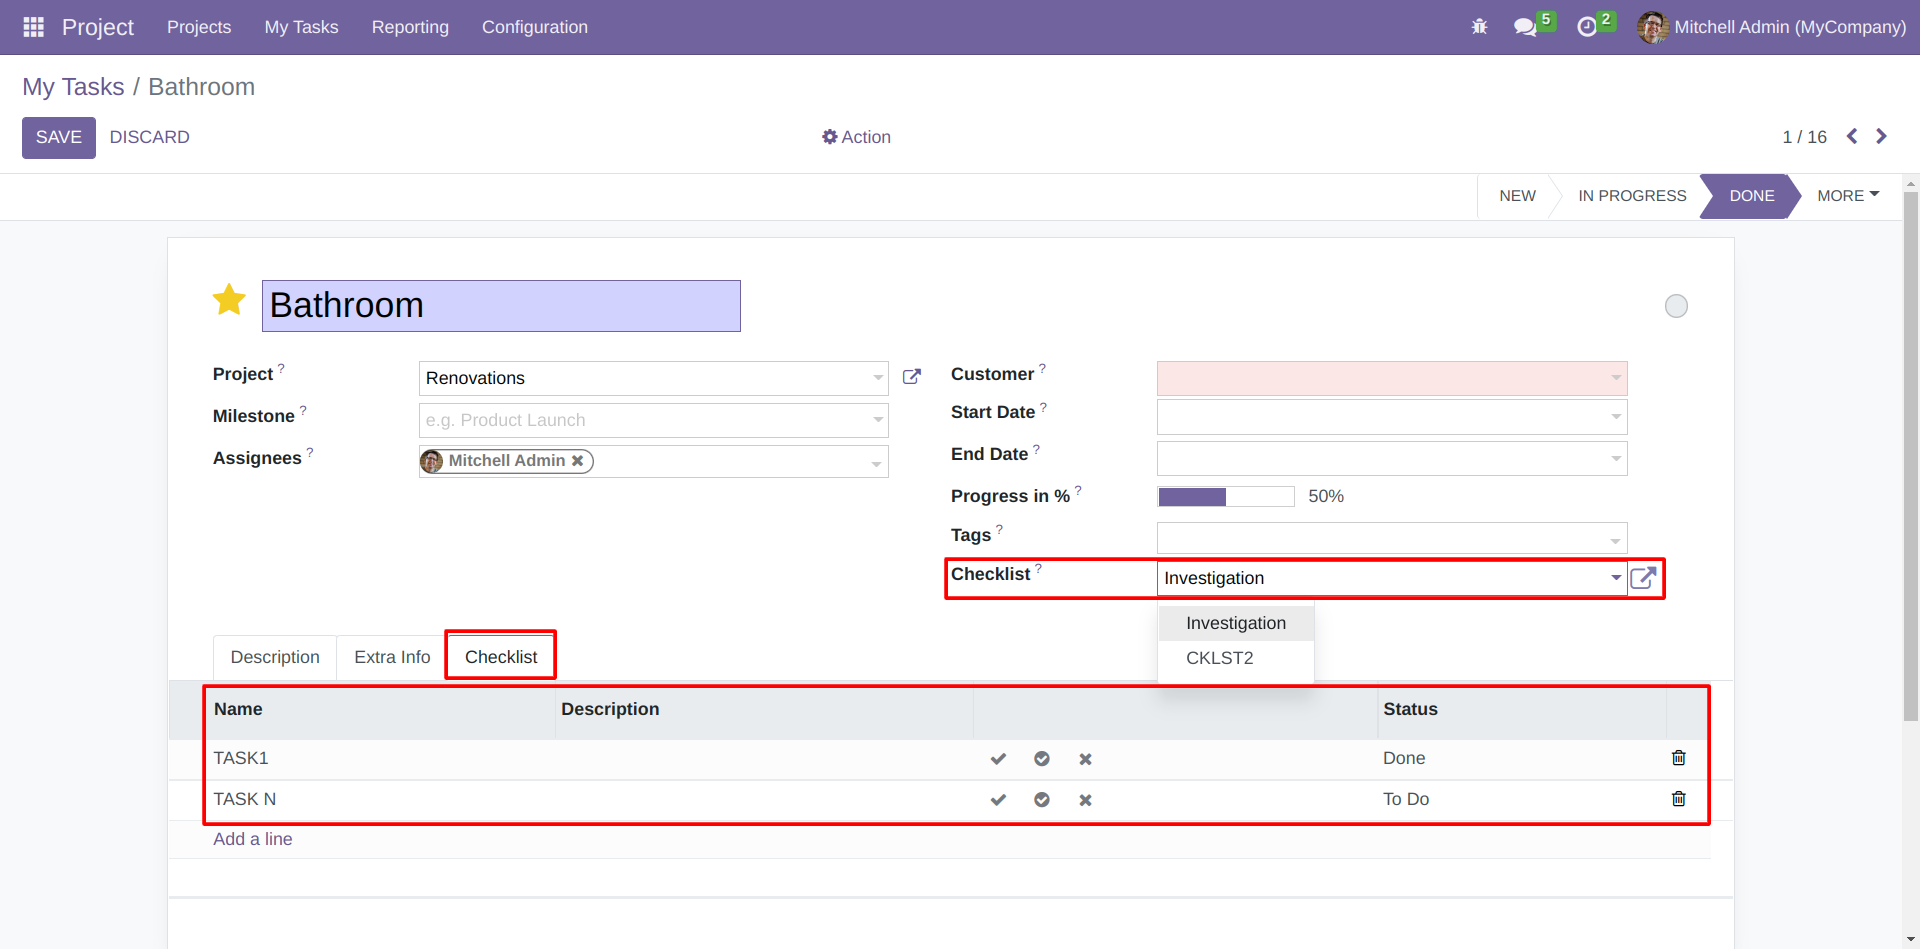 Project Projects My Tasks Reporting Configuration 5 2 Mitchell Admin (MyCompany)
My Tasks / Bathroom
SAVE DISCARD Action 1 / 16
NEW IN PROGRESS DONE MORE
Bathroom
Project ? Renovations Customer ?
Milestone ? e.g. Product Launch Start Date ?
Assignees ? Mitchell Admin End Date ?
Progress in % ? 50%
Tags ?
Checklist ? Investigation
Investigation
CKLST2
Description Extra Info Checklist
Name Description Status
TASK1 Done
TASK N To Do
Add a line